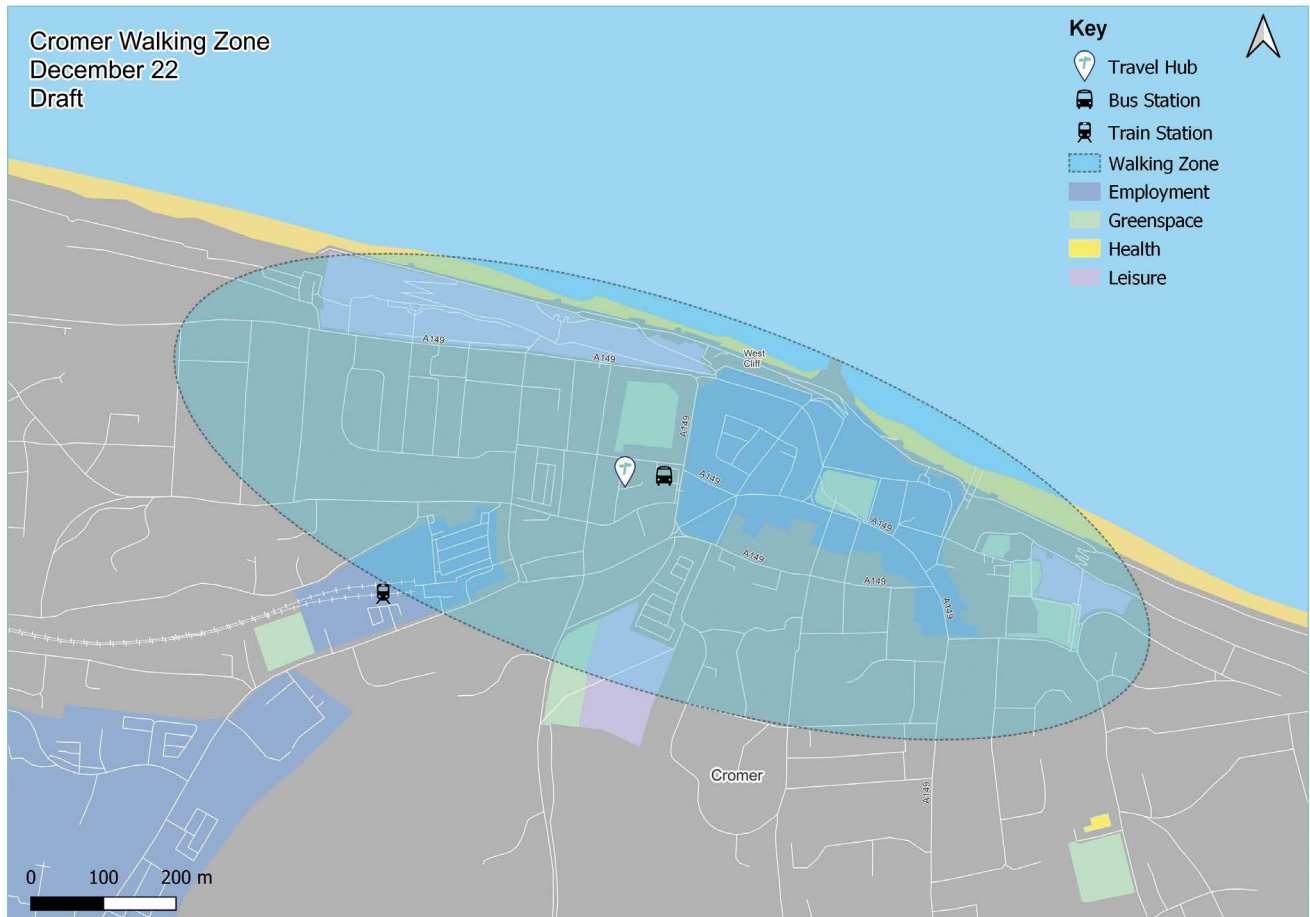 Cromer Walking Zone
December 22
Draft
Key
Travel Hub
Bus Station
Train Station
Walking Zone
Employment
Greenspace
Health
Leisure
A149
A149
West
Cliff
A149
A149
A149
A149
A149
A149
Cromer
A149
0 100 200 m